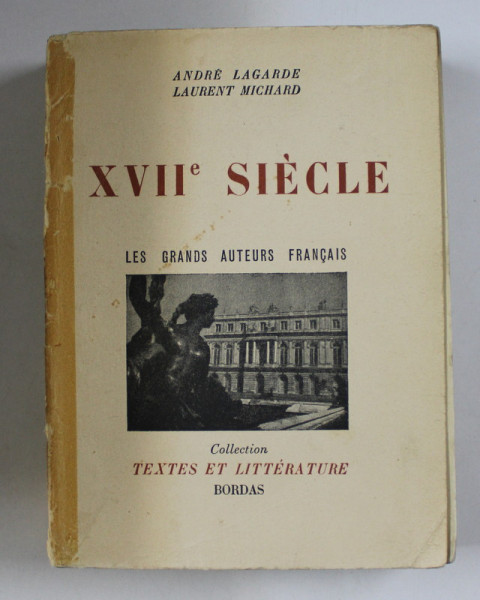 ANDRÉ LAGARDE
LAURENT MICHARD
XVIIe SIÈCLE
LES GRANDS AUTEURS FRANÇAIS
Collection
TEXTES ET LITTÉRATURE
BORDAS